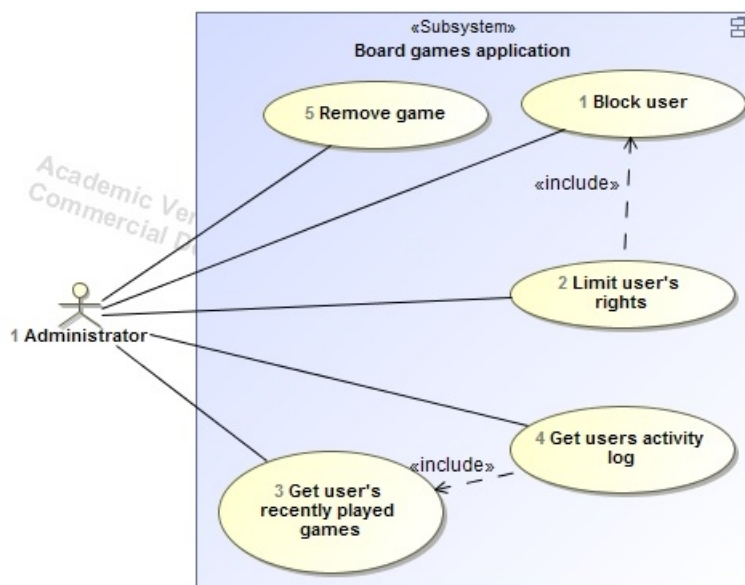 «Subsystem»
Board games application
5 Remove game
1 Block user
«include»
Academic Ver
Commercial D
2 Limit user's
rights
1 Administrator
4 Get users activity
log
«include»
3 Get user's
recently played
games